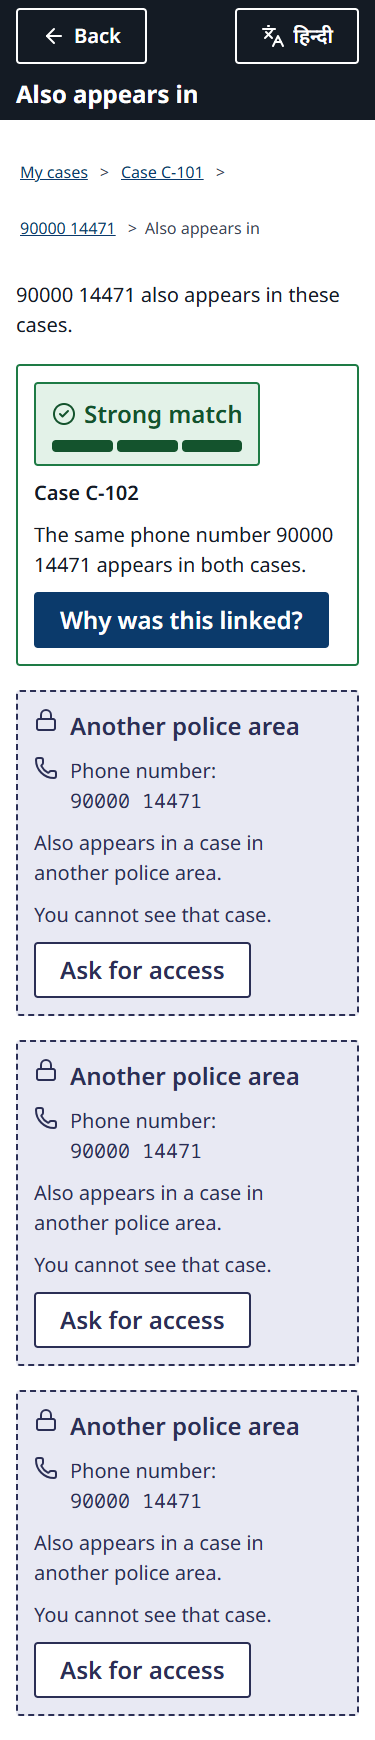 Back
हिन्दी
Also appears in
My cases > Case C-101 >
90000 14471 > Also appears in
90000 14471 also appears in these
cases.
Strong match
Case C-102
The same phone number 90000
14471 appears in both cases.
Why was this linked?
Another police area
Phone number:
90000 14471
Also appears in a case in
another police area.
You cannot see that case.
Ask for access
Another police area
Phone number:
90000 14471
Also appears in a case in
another police area.
You cannot see that case.
Ask for access
Another police area
Phone number:
90000 14471
Also appears in a case in
another police area.
You cannot see that case.
Ask for access